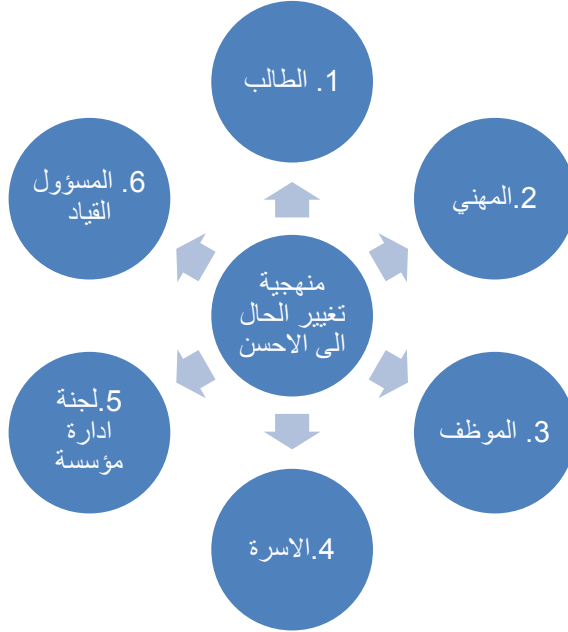 1. الطالب
2.المهني
3. الموظف
4.الاسرة
5.لجنة
ادارة
مؤسسة
6. المسؤول
القياد
منهجية
تغيير الحال
الى الاحسن